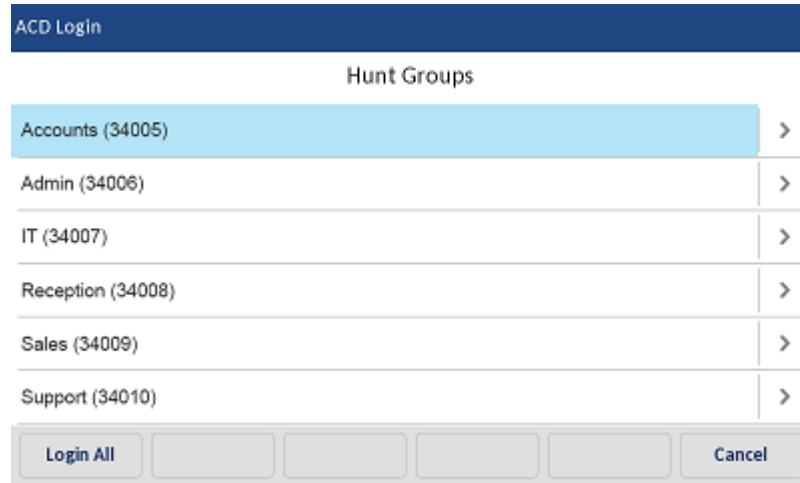 ACD Login
Hunt Groups
Accounts (34005)
Admin (34006)
IT (34007)
Reception (34008)
Sales (34009)
Support (34010)
Login All Cancel